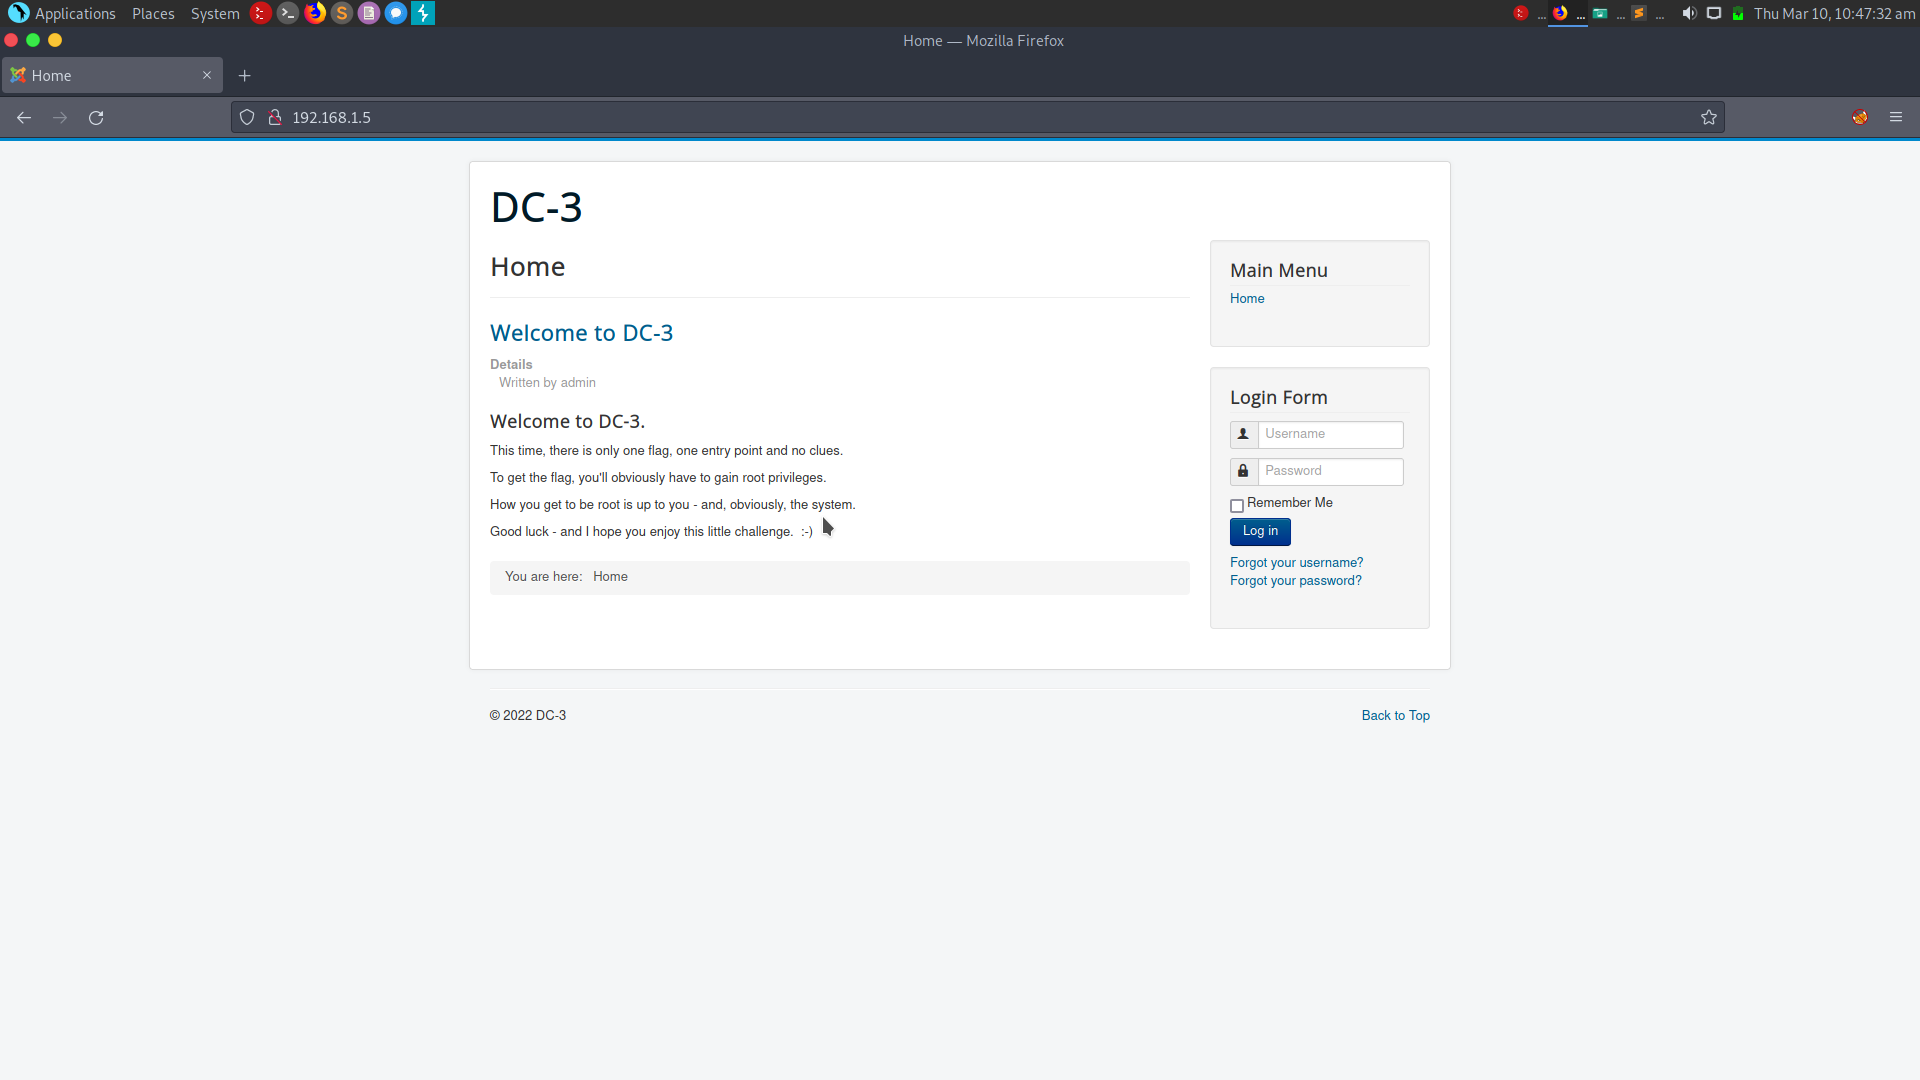 Applications Places System
... ... ... ... Thu Mar 10, 10:47:32 am
Home — Mozilla Firefox
Home
192.168.1.5
DC-3
Home
Welcome to DC-3
Details
Written by admin
Welcome to DC-3.
This time, there is only one flag, one entry point and no clues.
To get the flag, you'll obviously have to gain root privileges.
How you get to be root is up to you - and, obviously, the system.
Good luck - and I hope you enjoy this little challenge.  :-)
You are here: Home
Main Menu
Home
Login Form
Username
Password
Remember Me
Log in
Forgot your username?
Forgot your password?
© 2022 DC-3
Back to Top